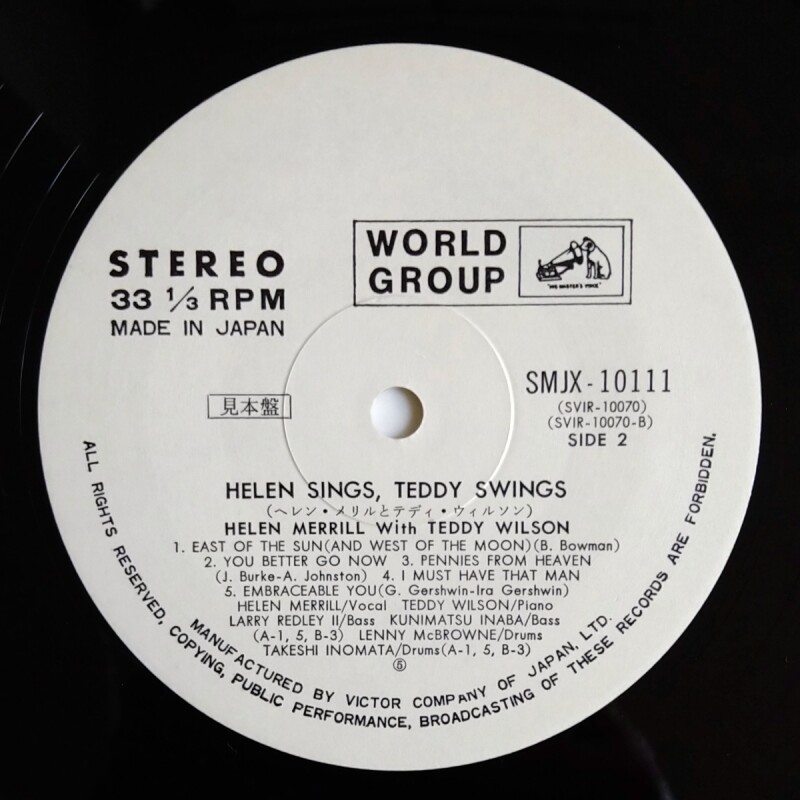 STEREO
33 1/3 RPM
MADE IN JAPAN
WORLD
GROUP
"HIS MASTER'S VOICE"
見本盤
SMJX-10111
(SVIR-10070)
(SVIR-10070-B)
SIDE 2
HELEN SINGS, TEDDY SWINGS
(ヘレン・メリルとテディ・ウィルソン)
HELEN MERRILL With TEDDY WILSON
1. EAST OF THE SUN(AND WEST OF THE MOON)(B. Bowman)
2. YOU BETTER GO NOW 3. PENNIES FROM HEAVEN
(J. Burke-A. Johnston) 4. I MUST HAVE THAT MAN
5. EMBRACEABLE YOU(G. Gershwin-Ira Gershwin)
HELEN MERRILL/Vocal TEDDY WILSON/Piano
LARRY REDLEY II/Bass KUNIMATSU INABA/Bass
(A-1, 5, B-3) LENNY McBROWNE/Drums
TAKESHI INOMATA/Drums(A-1, 5, B-3)
⑤
MANUFACTURED BY VICTOR COMPANY OF JAPAN, LTD.
ALL RIGHTS RESERVED, COPYING, PUBLIC PERFORMANCE, BROADCASTING OF THESE RECORDS ARE FORBIDDEN.